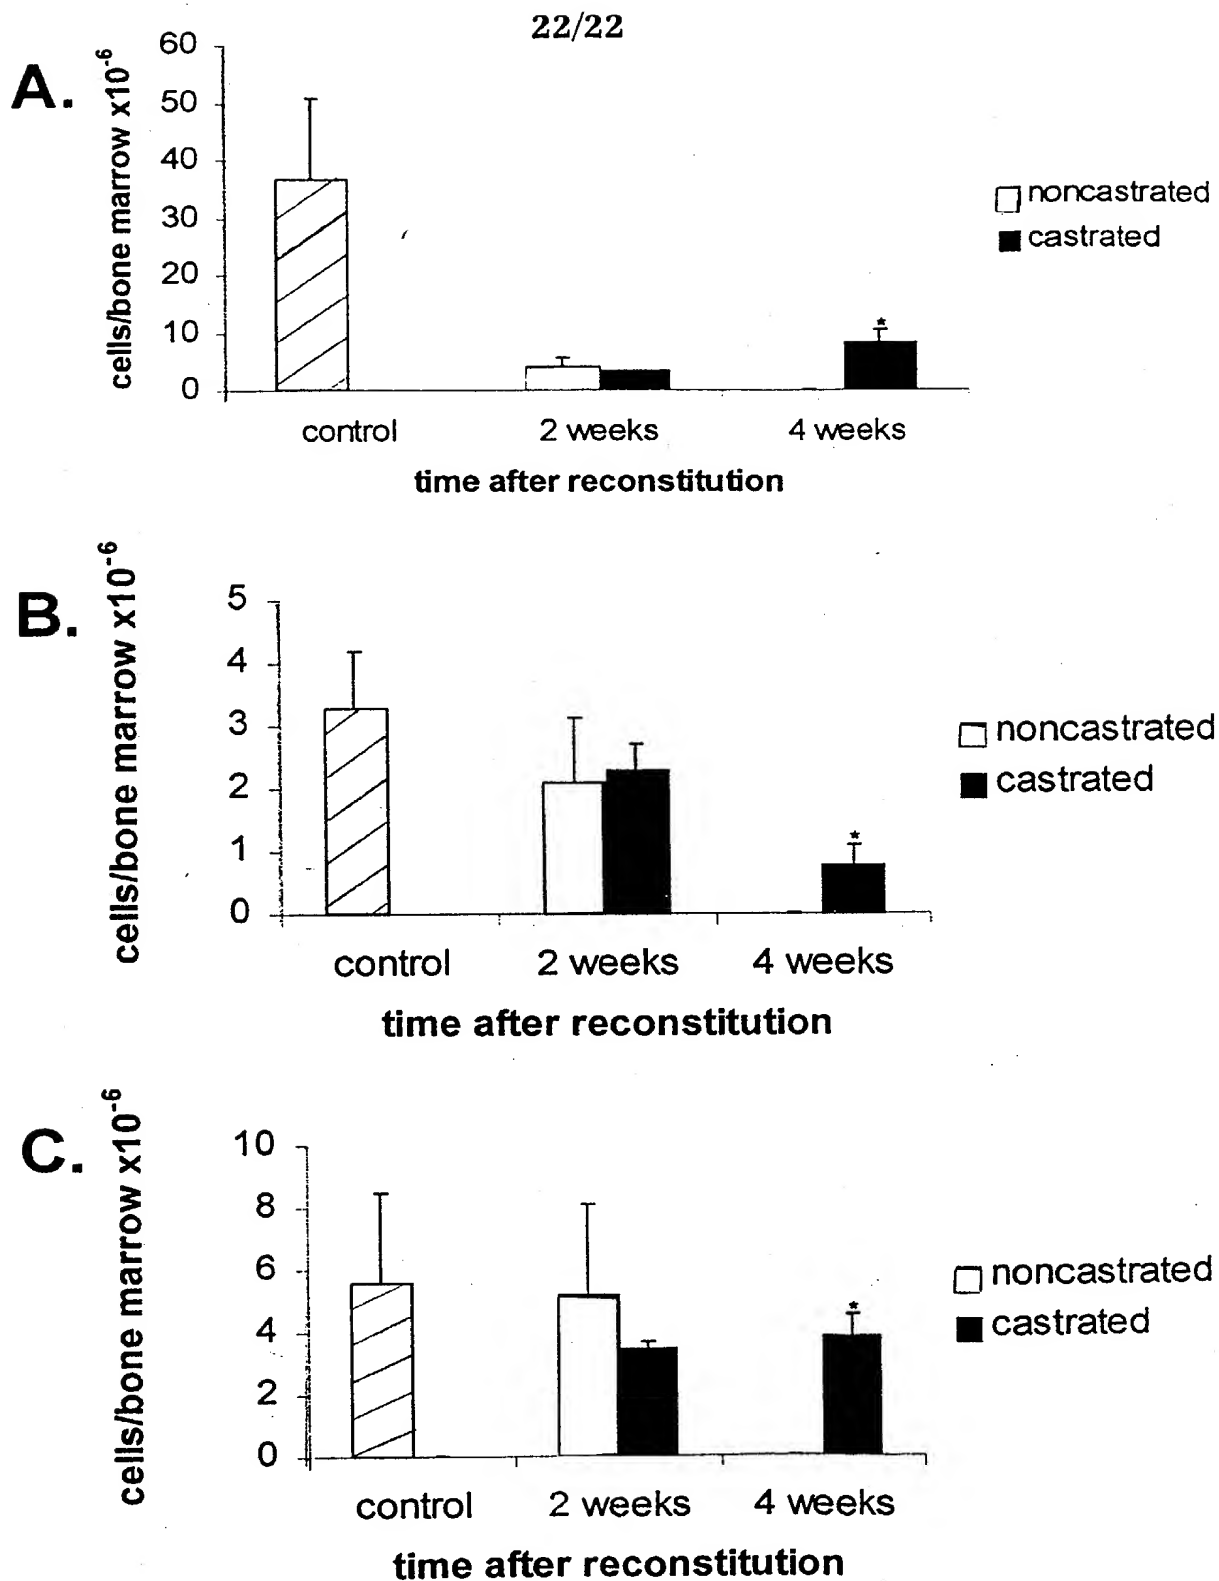 22/22
A.
cells/bone marrow x10-6
60
50
40
30
20
10
0
noncastrated
castrated
*
control 2 weeks 4 weeks
time after reconstitution
B.
cells/bone marrow x10-6
5
4
3
2
1
0
noncastrated
castrated
*
control 2 weeks 4 weeks
time after reconstitution
C.
cells/bone marrow x10-6
10
8
6
4
2
0
noncastrated
castrated
*
control 2 weeks 4 weeks
time after reconstitution